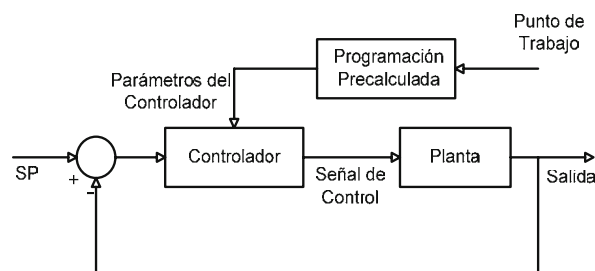 Punto de
Trabajo
Programación
Precalculada
Parámetros del
Controlador
SP
+
-
Controlador
Señal de
Control
Planta
Salida